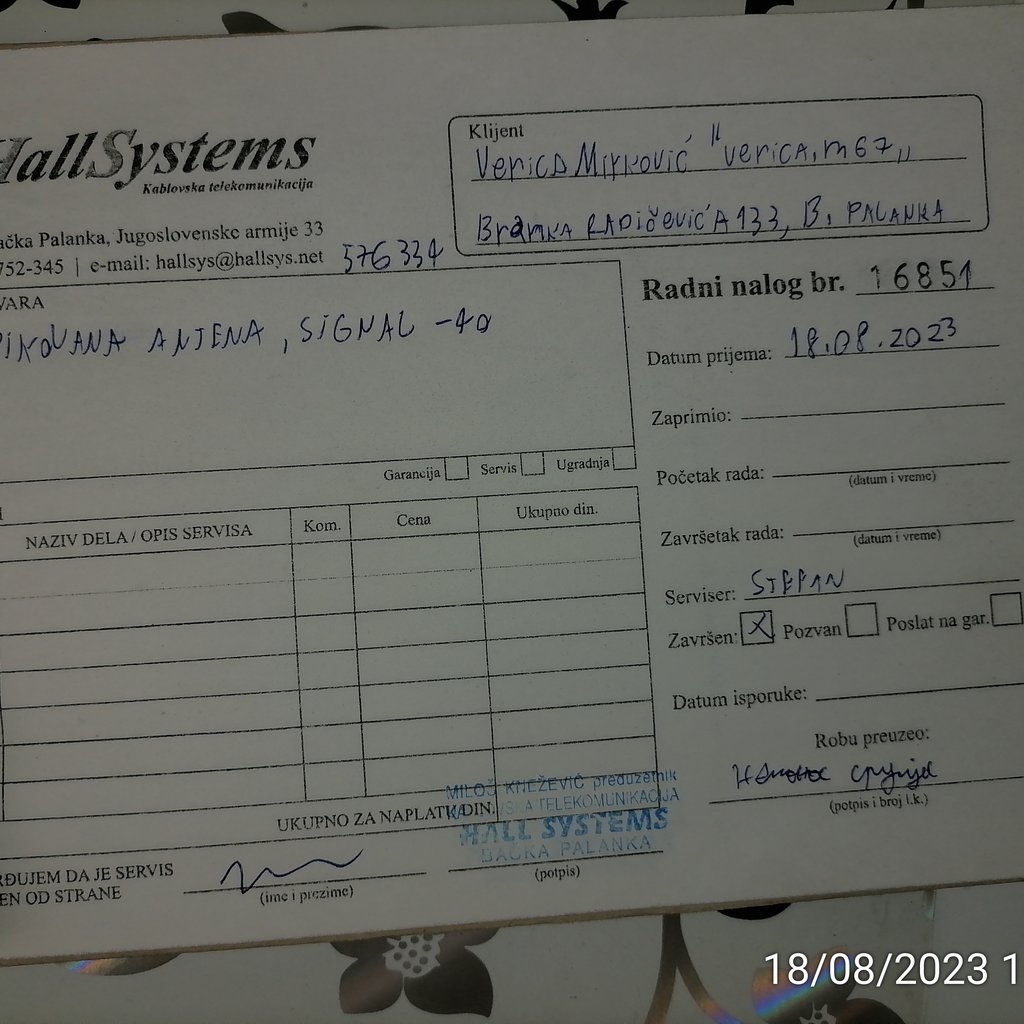 HallSystems
Kablovska telekomunikacija
ačka Palanka, Jugoslovenske armije 33
752-345 | e-mail: hallsys@hallsys.net
576 334
Klijent
Verica Mirković "verica.m67"
Branka RADičevićA 133, B. PALANKA
VARA
ANTENA, SIGNAL -40
Garancija Servis Ugradnja
NAZIV DELA / OPIS SERVISA Kom. Cena Ukupno din.
UKUPNO ZA NAPLATU DIN.
Radni nalog br. 16851
Datum prijema: 18.08.2023
Zaprimio:
Početak rada:
(datum i vreme)
Završetak rada:
(datum i vreme)
Serviser: STEFAN
Završen: X Pozvan Poslat na gar.
Datum isporuke:
Robu preuzeo:
(potpis i broj l.k.)
MILOŠ KNEŽEVIĆ preduzetnik
TELEKOMUNIKACIJA
HALL SYSTEMS
BAČKA PALANKA
(potpis)
RĐUJEM DA JE SERVIS
EN OD STRANE
(ime i prezime)
18/08/2023 1